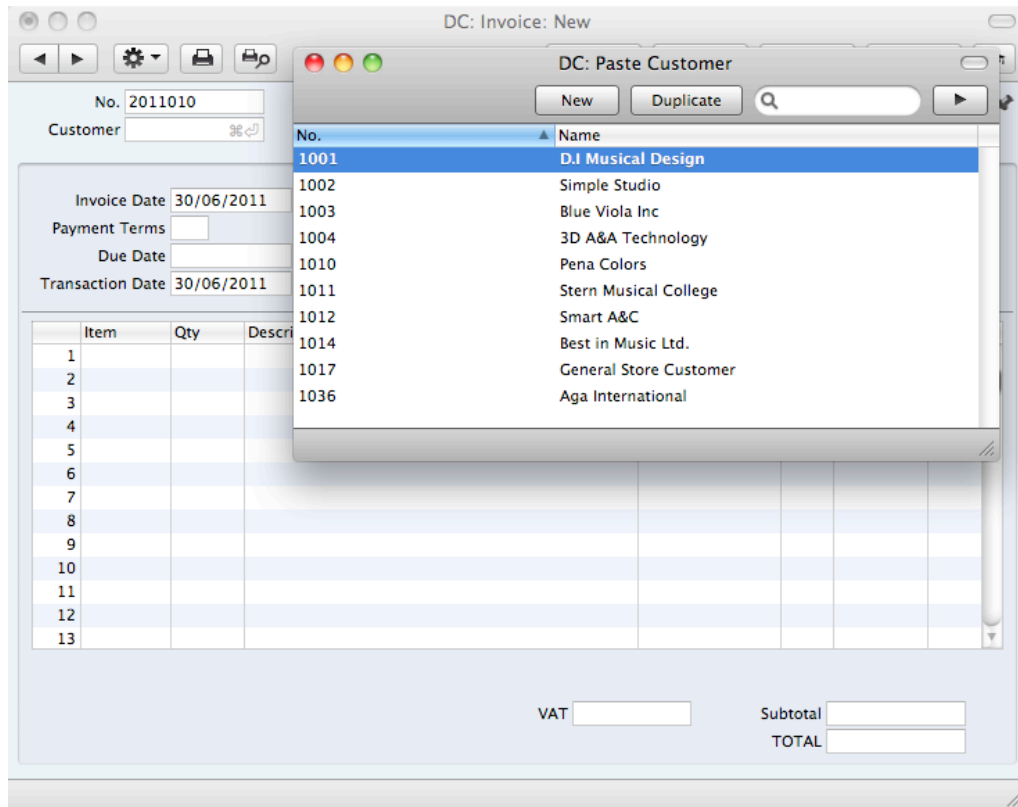 DC: Invoice: New
DC: Paste Customer
New Duplicate
No. 2011010
Customer ⌘⏎
No. Name
1001 D.I Musical Design
1002 Simple Studio
1003 Blue Viola Inc
1004 3D A&A Technology
1010 Pena Colors
1011 Stern Musical College
1012 Smart A&C
1014 Best in Music Ltd.
1017 General Store Customer
1036 Aga International
Invoice Date 30/06/2011
Payment Terms
Due Date
Transaction Date 30/06/2011
Item Qty Descri
1
2
3
4
5
6
7
8
9
10
11
12
13
VAT Subtotal
TOTAL